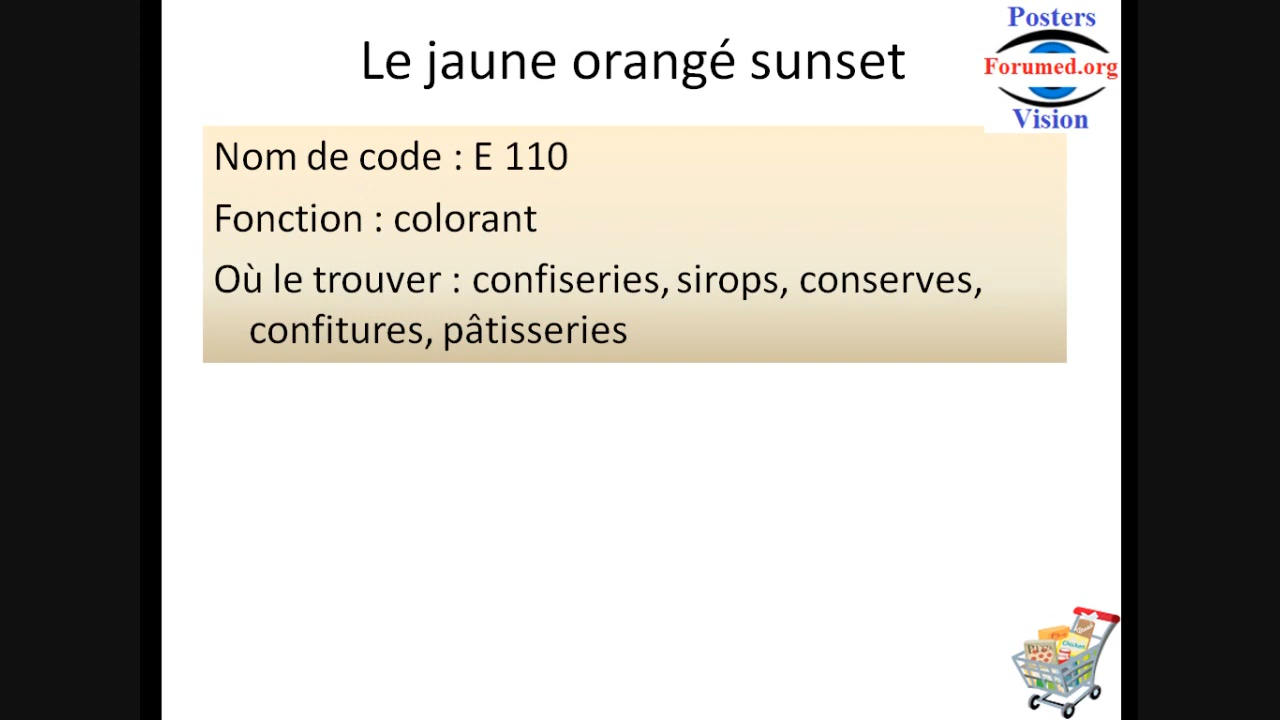 Le jaune orangé sunset
Posters
Forumed.org
Vision
Nom de code : E 110
Fonction : colorant
Où le trouver : confiseries, sirops, conserves,
confitures, pâtisseries
Chicken